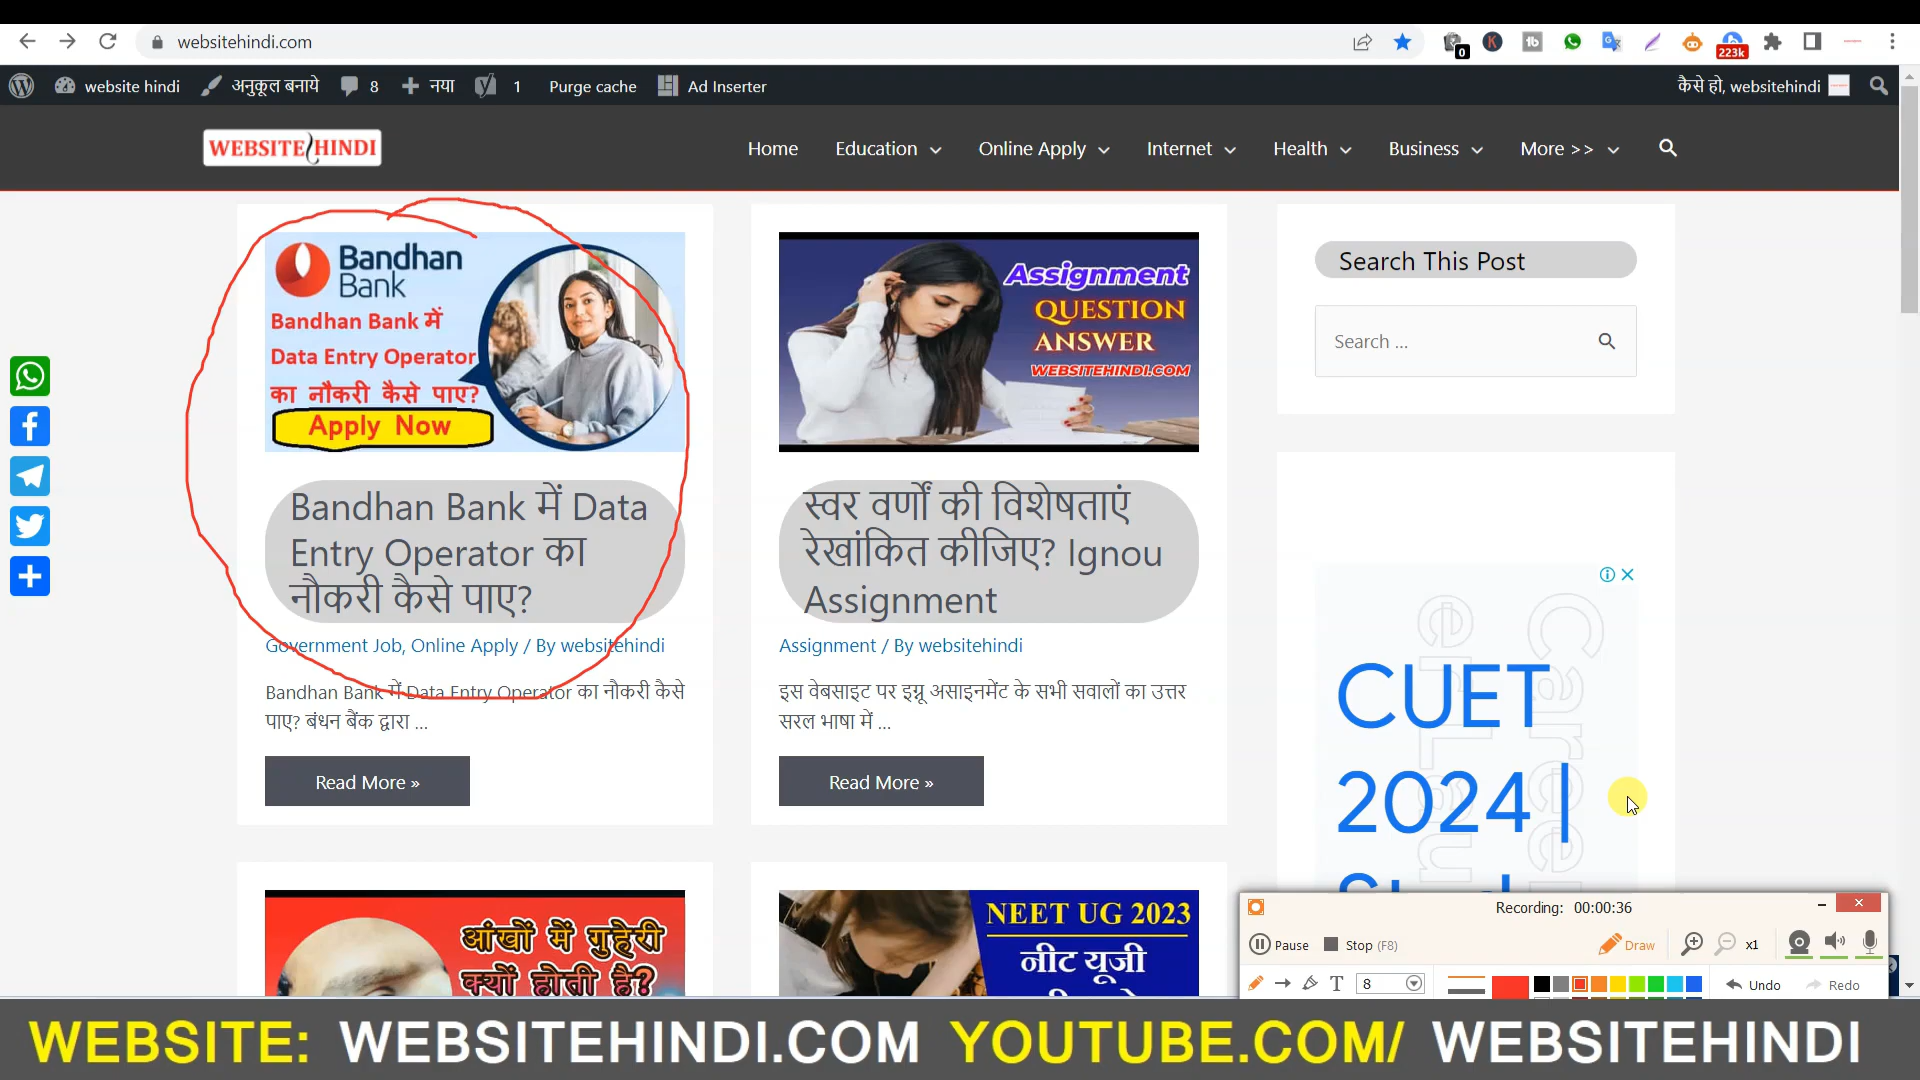 websitehindi.com
0
223k
website hindi
अनुकूल बनाये
8
नया
1
Purge cache
Ad Inserter
कैसे हो, websitehindi
WEBSITE HINDI
Home
Education
Online Apply
Internet
Health
Business
More >>
Bandhan
Bank
Bandhan Bank में
Data Entry Operator
का नौकरी कैसे पाए?
Apply Now
Bandhan Bank में Data
Entry Operator का
नौकरी कैसे पाए?
Government Job, Online Apply / By websitehindi
Bandhan Bank में Data Entry Operator का नौकरी कैसे
पाए? बंधन बैंक द्वारा ...
Read More »
Assignment
QUESTION
ANSWER
WEBSITEHINDI.COM
स्वर वर्णों की विशेषताएं
रेखांकित कीजिए? Ignou
Assignment
Assignment / By websitehindi
इस वेबसाइट पर इग्नू असाइनमेंट के सभी सवालों का उत्तर
सरल भाषा में ...
Read More »
Search This Post
Search ...
CUET
2024 |
आंखों में गुहेरी
क्यों होती है?
NEET UG 2023
नीट यूजी
Recording: 00:00:36
Pause
Stop (F8)
Draw
x1
T
8
Undo
Redo
WEBSITE: WEBSITEHINDI.COM YOUTUBE.COM/ WEBSITEHINDI